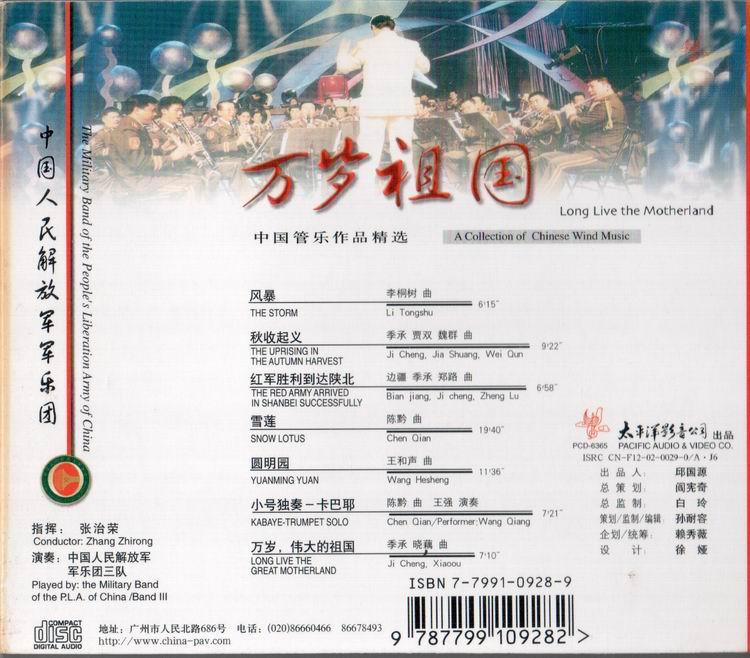 中国人民解放军军乐团
The Military Band of the People's Liberation Army of China
万岁祖国
Long Live the Motherland
中国管乐作品精选
A Collection of Chinese Wind Music
风暴 李桐树 曲
THE STORM Li Tongshu 6'15"
秋收起义 季承 贾双 魏群 曲
THE UPRISING IN
THE AUTUMN HARVEST Ji Cheng, Jia Shuang, Wei Qun 9'22"
红军胜利到达陕北 边疆 季承 郑路 曲
THE RED ARMY ARRIVED
IN SHANBEI SUCCESSFULLY Bian jiang, Ji cheng, Zheng Lu 6'58"
雪莲 陈黔 曲
SNOW LOTUS Chen Qian 19'40"
圆明园 王和声 曲
YUANMING YUAN Wang Hesheng 11'36"
小号独奏-卡巴耶 陈黔 曲 王强 演奏
KABAYE-TRUMPET SOLO Chen Qian/Performer:Wang Qiang 7'21"
万岁，伟大的祖国 季承 晓藕 曲
LONG LIVE THE
GREAT MOTHERLAND Ji Cheng, Xiaoou 7'10"
指挥： 张治荣
Conductor: Zhang Zhirong
演奏：中国人民解放军
军乐团三队
Played by: the Military Band
of the P.L.A. of China /Band III
PCD-6365
太平洋影音公司 出品
PACIFIC AUDIO & VIDEO CO.
ISRC CN-F12-02-0029-0/A·J6
出品人： 邱国源
总策划： 阎宪奇
总监制： 白玲
策划/监制/编辑： 孙耐容
企划/统筹： 赖秀薇
设计： 徐娅
ISBN 7-7991-0928-9
9 787799 109282 >
COMPACT
disc
DIGITAL AUDIO
地址：广州市人民北路686号 电话：(020)86660466 86678493
http://www.china-pav.com